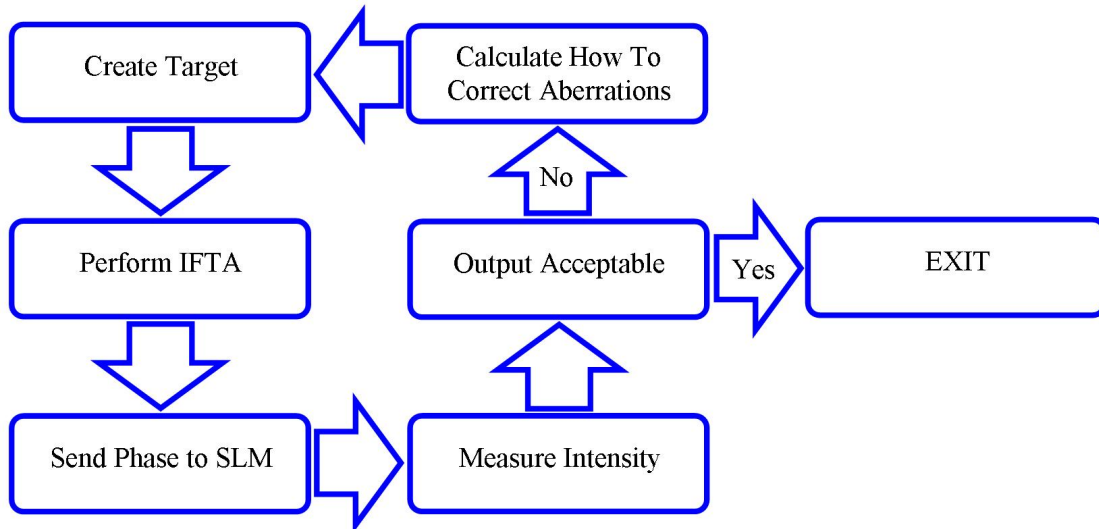 Create Target
Calculate How To
Correct Aberrations
No
Perform IFTA
Output Acceptable
Yes
EXIT
Send Phase to SLM
Measure Intensity